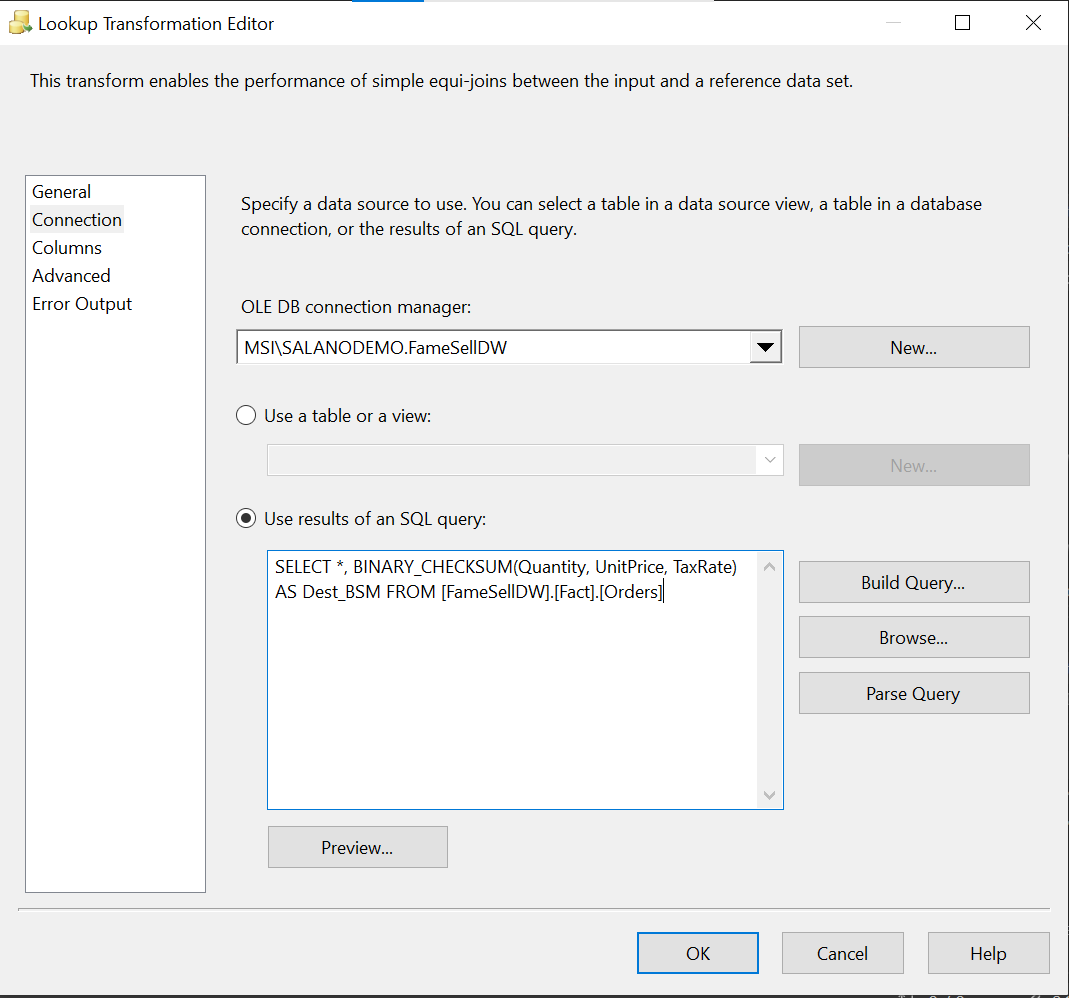 Lookup Transformation Editor
This transform enables the performance of simple equi-joins between the input and a reference data set.
General
Connection
Columns
Advanced
Error Output
Specify a data source to use. You can select a table in a data source view, a table in a database
connection, or the results of an SQL query.
OLE DB connection manager:
MSI\SALANODEMO.FameSellDW
New...
Use a table or a view:
New...
Use results of an SQL query:
SELECT *, BINARY_CHECKSUM(Quantity, UnitPrice, TaxRate)
AS Dest_BSM FROM [FameSellDW].[Fact].[Orders]
Build Query...
Browse...
Parse Query
Preview...
OK
Cancel
Help